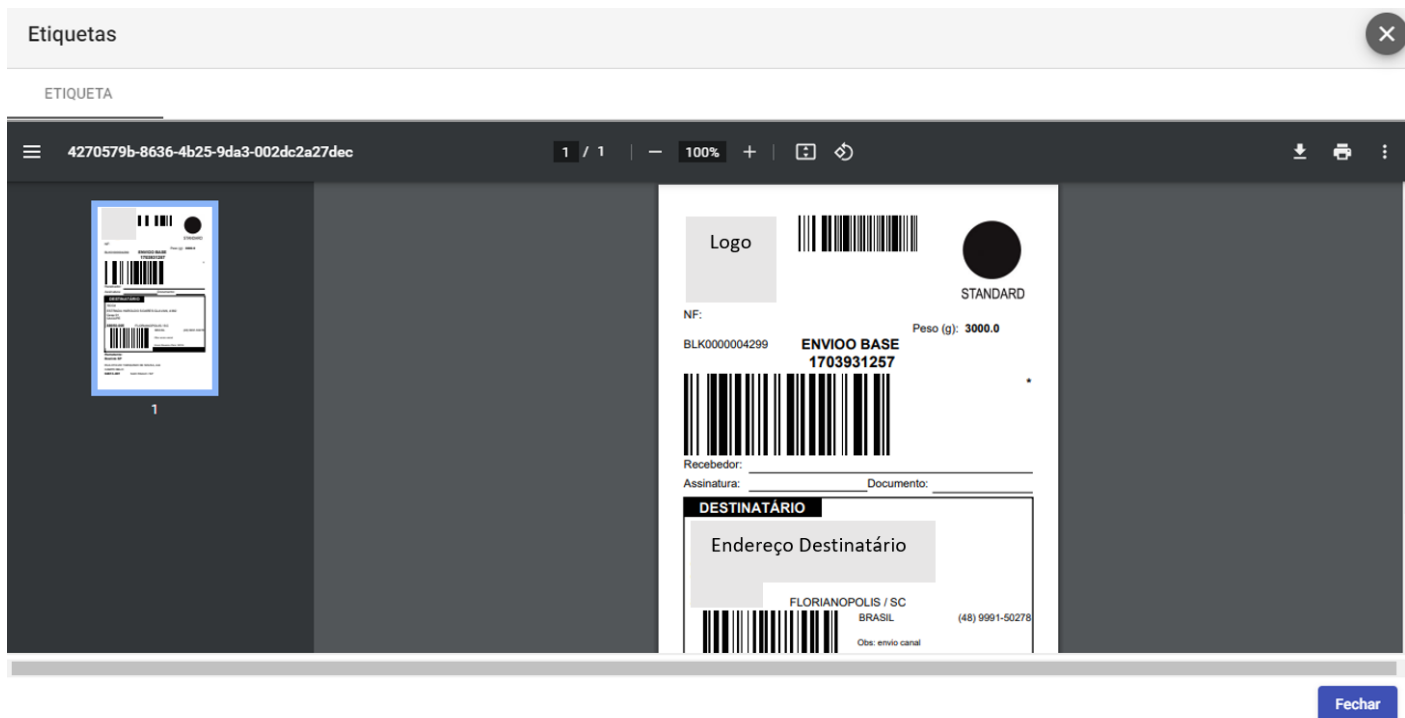 Etiquetas
ETIQUETA
4270579b-8636-4b25-9da3-002dc2a27dec
1 / 1
100%
1
Logo
STANDARD
NF:
Peso (g): 3000.0
BLK0000004299
ENVIOO BASE
1703931257
*
Recebedor:
Assinatura: Documento:
DESTINATÁRIO
Endereço Destinatário
FLORIANOPOLIS / SC
BRASIL (48) 9991-50278
Obs: envio canal
Fechar